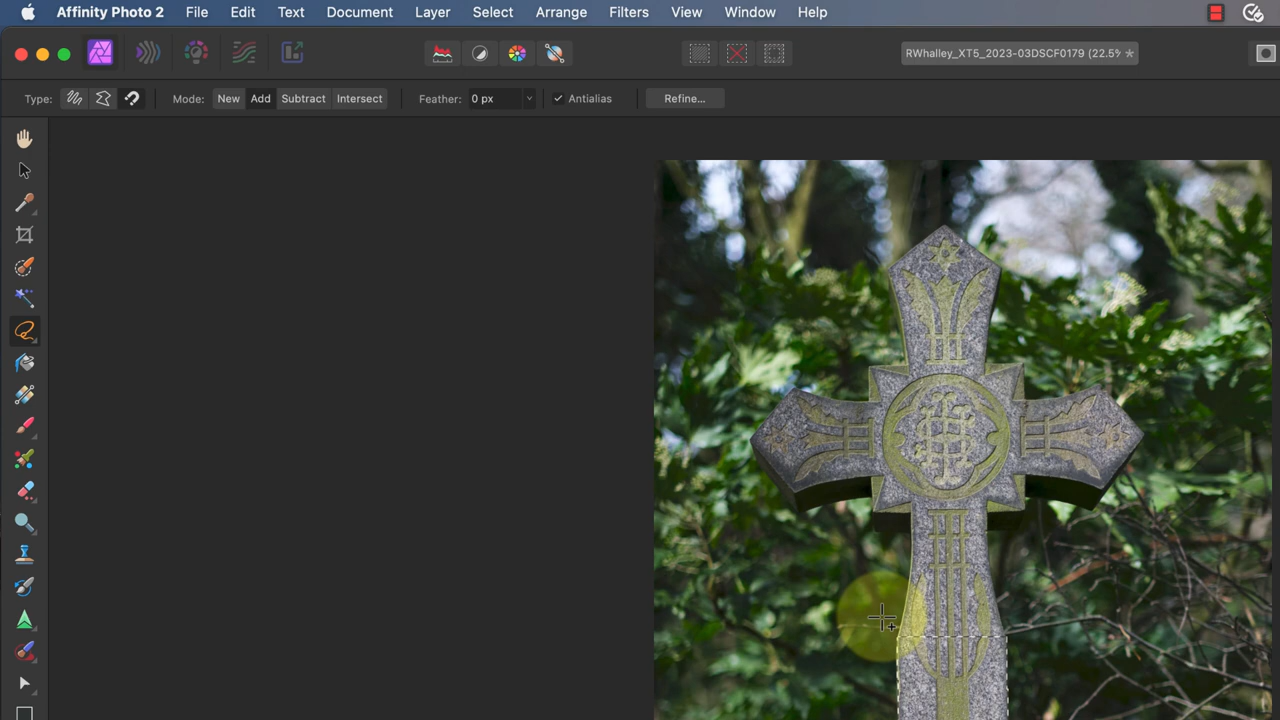 Affinity Photo 2 File Edit Text Document Layer Select Arrange Filters View Window Help
RWhalley_XT5_2023-03DSCF0179 (22.5%
Type: Mode: New Add Subtract Intersect Feather: 0 px Antialias Refine...